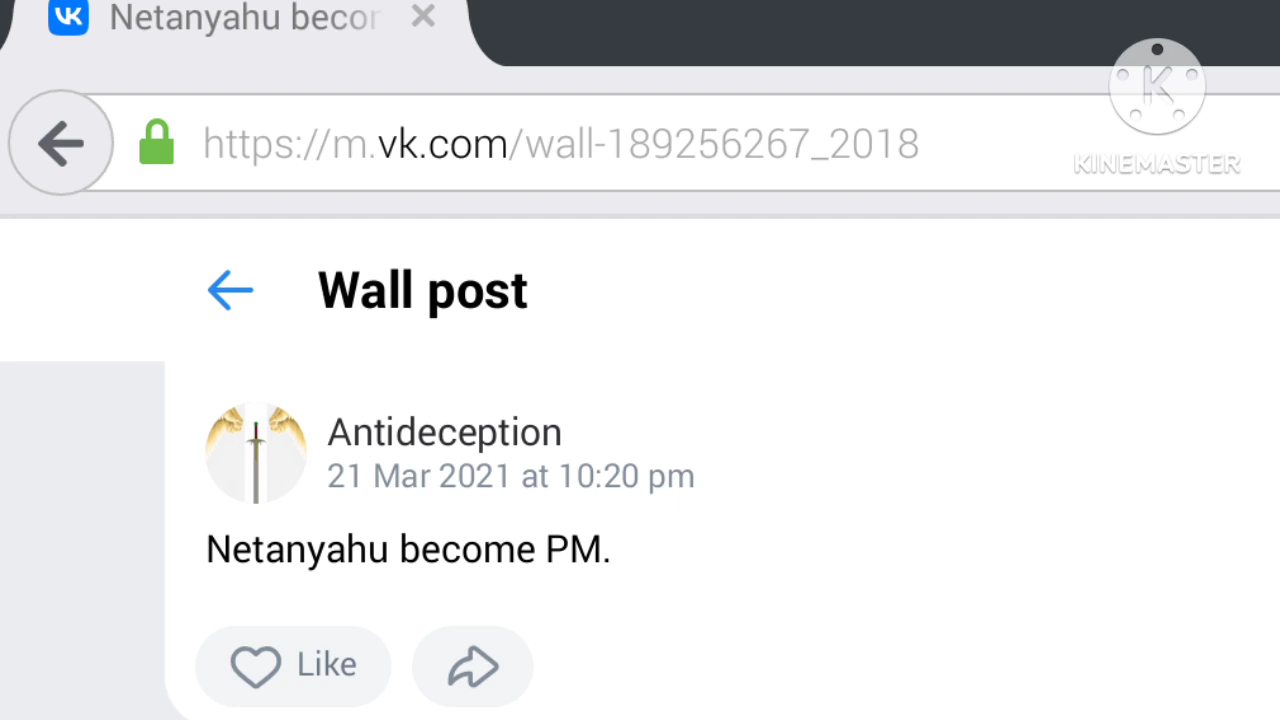 Netanyahu becor
KINEMASTER
https://m.vk.com/wall-189256267_2018
Wall post
Antideception
21 Mar 2021 at 10:20 pm
Netanyahu become PM.
Like